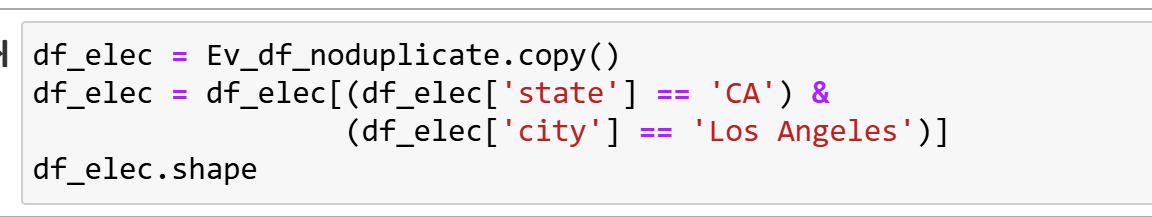 df_elec = Ev_df_noduplicate.copy()
df_elec = df_elec[(df_elec['state'] == 'CA') &
                  (df_elec['city'] == 'Los Angeles')]
df_elec.shape